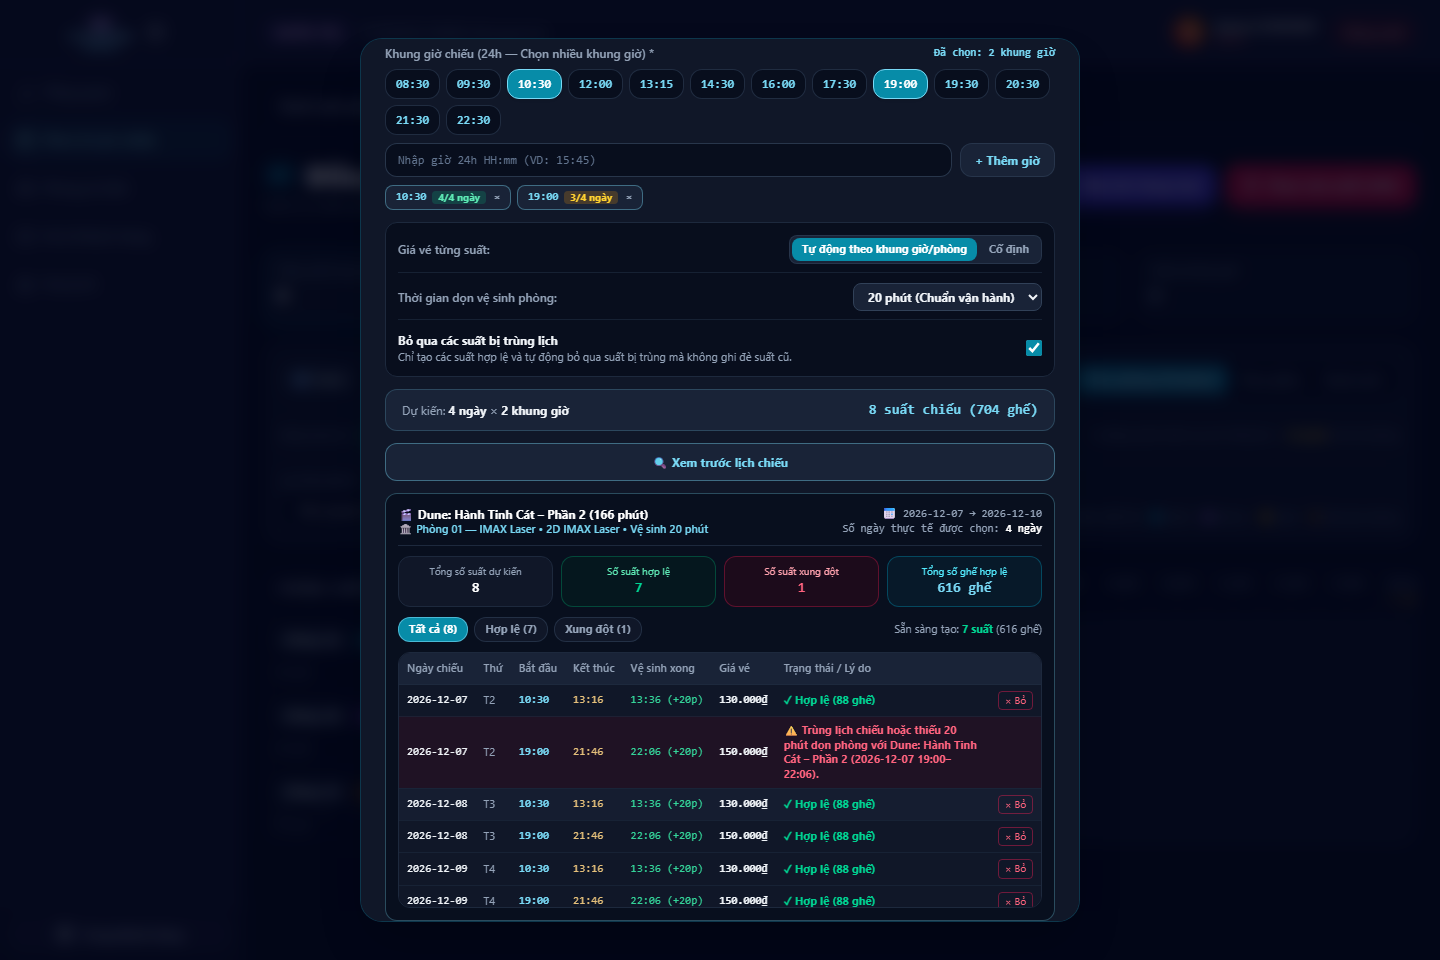 Khung giờ chiếu (24h — Chọn nhiều khung giờ) *
Đã chọn: 2 khung giờ
08:30 09:30 10:30 12:00 13:15 14:30 16:00 17:30 19:00 19:30 20:30
21:30 22:30
Nhập giờ 24h HH:mm (VD: 15:45)
+ Thêm giờ
10:30 4/4 ngày × 19:00 3/4 ngày ×
Giá vé từng suất:
Tự động theo khung giờ/phòng Cố định
Thời gian dọn vệ sinh phòng:
20 phút (Chuẩn vận hành)
Bỏ qua các suất bị trùng lịch
Chỉ tạo các suất hợp lệ và tự động bỏ qua suất bị trùng mà không ghi đè suất cũ.
Dự kiến: 4 ngày × 2 khung giờ
8 suất chiếu (704 ghế)
🔍 Xem trước lịch chiếu
🎬 Dune: Hành Tinh Cát – Phần 2 (166 phút)
🏛️ Phòng 01 — IMAX Laser • 2D IMAX Laser • Vệ sinh 20 phút
📅 2026-12-07 → 2026-12-10
Số ngày thực tế được chọn: 4 ngày
Tổng số suất dự kiến
8
Số suất hợp lệ
7
Số suất xung đột
1
Tổng số ghế hợp lệ
616 ghế
Tất cả (8) Hợp lệ (7) Xung đột (1)
Sẵn sàng tạo: 7 suất (616 ghế)
Ngày chiếu Thứ Bắt đầu Kết thúc Vệ sinh xong Giá vé Trạng thái / Lý do
2026-12-07 T2 10:30 13:16 13:36 (+20p) 130.000₫ ✓ Hợp lệ (88 ghế) × Bỏ
2026-12-07 T2 19:00 21:46 22:06 (+20p) 150.000₫ ⚠️ Trùng lịch chiếu hoặc thiếu 20
phút dọn phòng với Dune: Hành Tinh
Cát – Phần 2 (2026-12-07 19:00–
22:06).
2026-12-08 T3 10:30 13:16 13:36 (+20p) 130.000₫ ✓ Hợp lệ (88 ghế) × Bỏ
2026-12-08 T3 19:00 21:46 22:06 (+20p) 150.000₫ ✓ Hợp lệ (88 ghế) × Bỏ
2026-12-09 T4 10:30 13:16 13:36 (+20p) 130.000₫ ✓ Hợp lệ (88 ghế) × Bỏ
2026-12-09 T4 19:00 21:46 22:06 (+20p) 150.000₫ ✓ Hợp lệ (88 ghế) × Bỏ